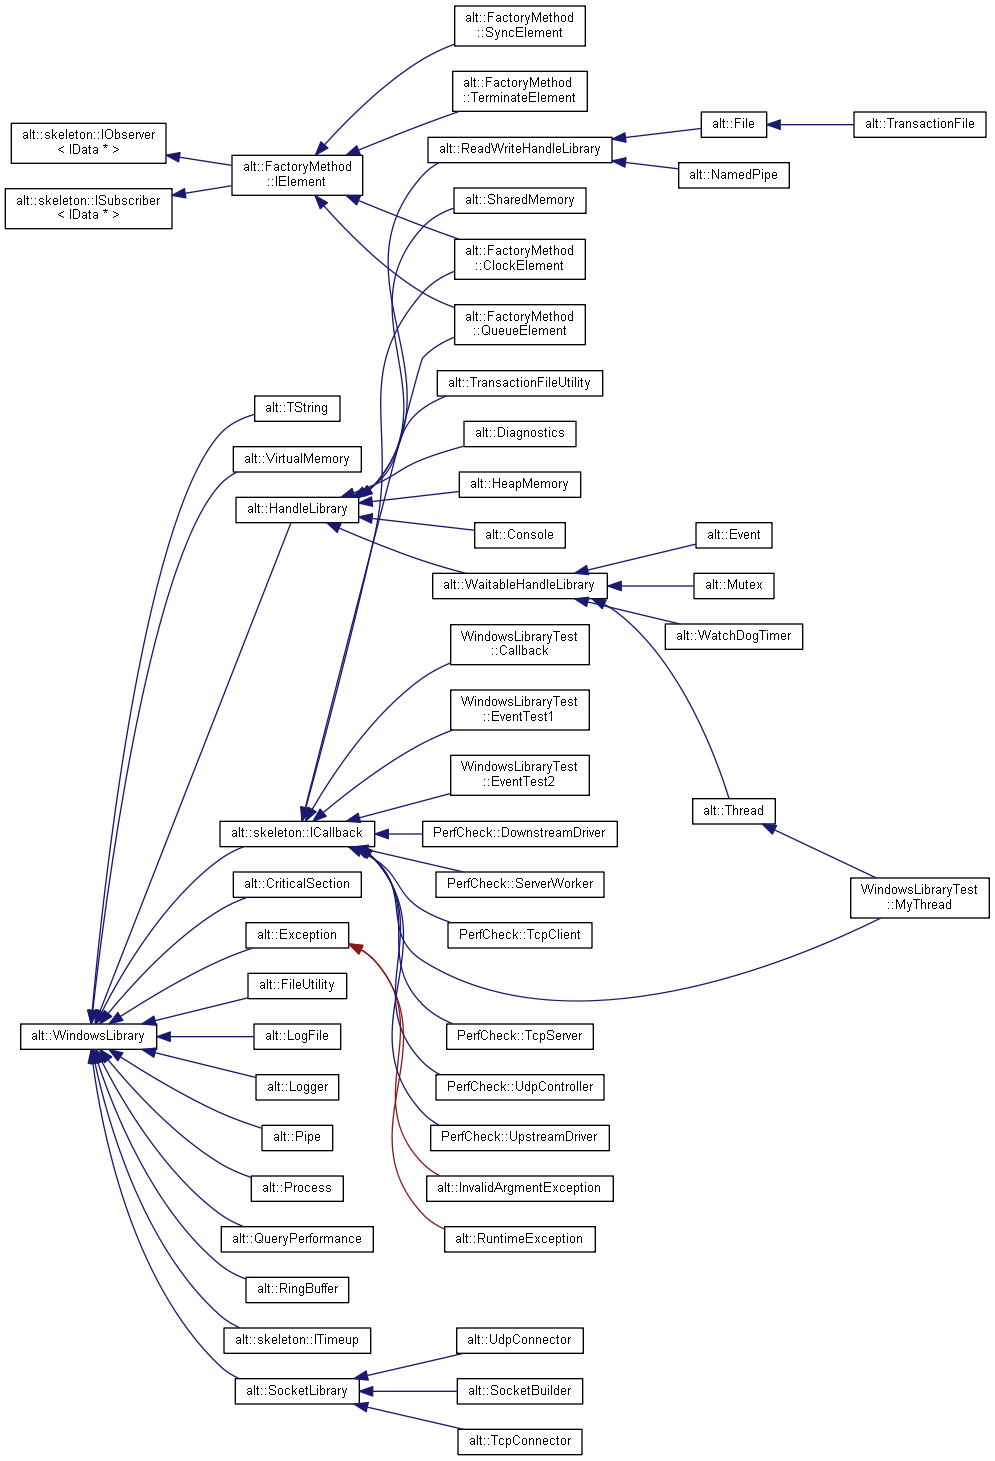 alt::FactoryMethod
::SyncElement
alt::FactoryMethod
::TerminateElement
alt::File
alt::TransactionFile
alt::skeleton::IObserver
< IData * >
alt::ReadWriteHandleLibrary
alt::FactoryMethod
::IElement
alt::NamedPipe
alt::skeleton::ISubscriber
< IData * >
alt::SharedMemory
alt::FactoryMethod
::ClockElement
alt::FactoryMethod
::QueueElement
alt::TransactionFileUtility
alt::TString
alt::Diagnostics
alt::VirtualMemory
alt::HeapMemory
alt::HandleLibrary
alt::Console
alt::Event
alt::WaitableHandleLibrary
alt::Mutex
alt::WatchDogTimer
WindowsLibraryTest
::Callback
WindowsLibraryTest
::EventTest1
WindowsLibraryTest
::EventTest2
alt::Thread
alt::skeleton::ICallback
PerfCheck::DownstreamDriver
alt::CriticalSection
PerfCheck::ServerWorker
WindowsLibraryTest
::MyThread
alt::Exception
PerfCheck::TcpClient
alt::FileUtility
alt::WindowsLibrary
alt::LogFile
PerfCheck::TcpServer
alt::Logger
PerfCheck::UdpController
alt::Pipe
PerfCheck::UpstreamDriver
alt::Process
alt::InvalidArgmentException
alt::QueryPerformance
alt::RuntimeException
alt::RingBuffer
alt::skeleton::ITimeup
alt::UdpConnector
alt::SocketLibrary
alt::SocketBuilder
alt::TcpConnector